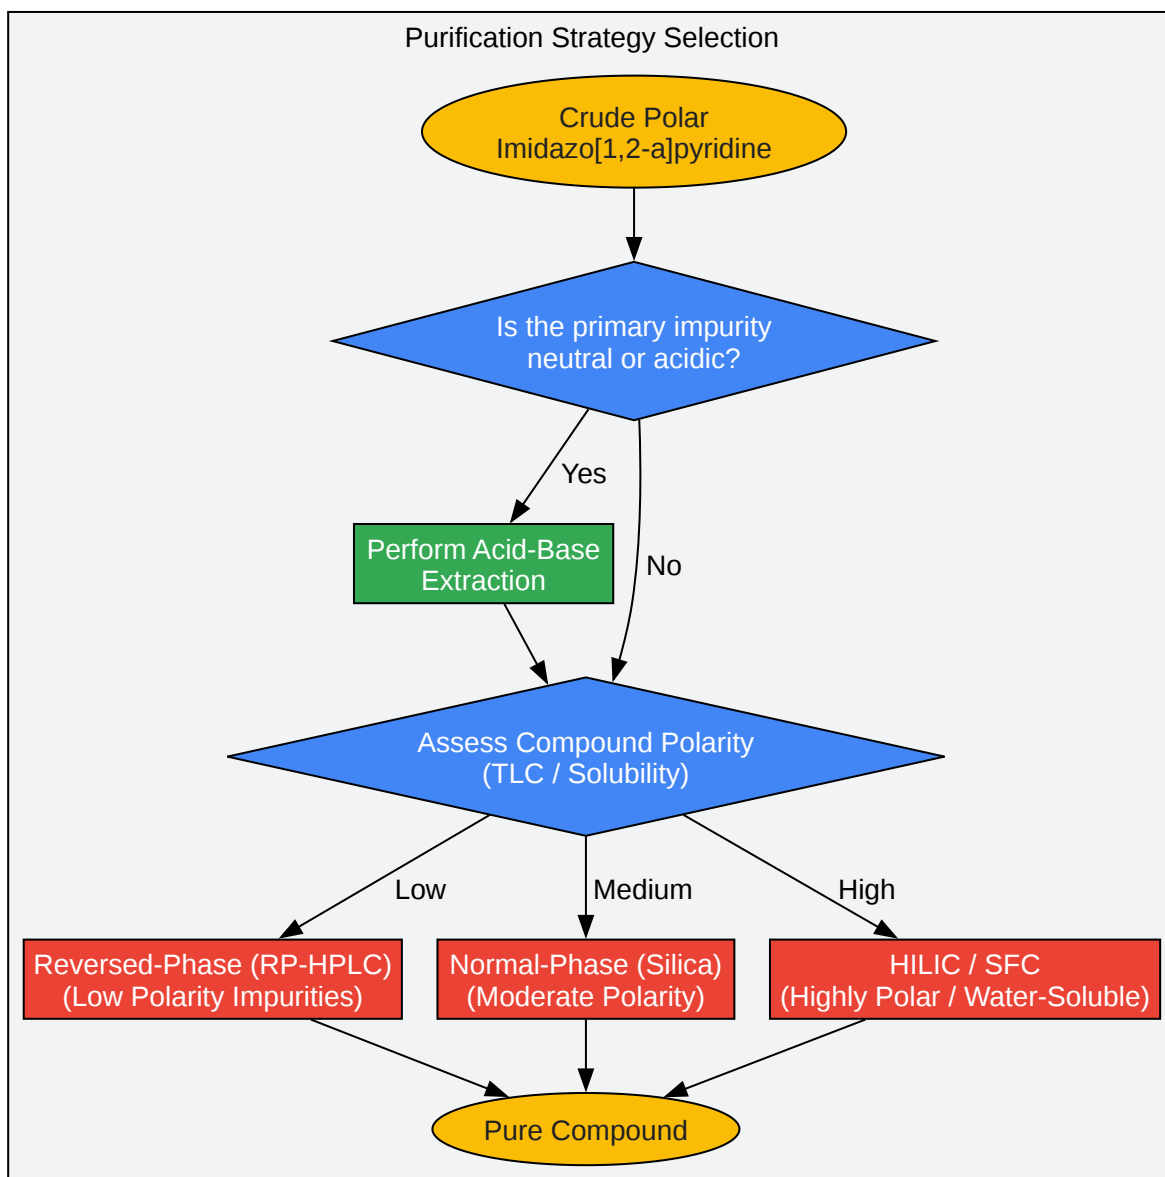 Purification Strategy Selection
Crude Polar
Imidazo[1,2-a]pyridine
Is the primary impurity
neutral or acidic?
Yes
Perform Acid-Base
Extraction
No
Assess Compound Polarity
(TLC / Solubility)
Low
Medium
High
Reversed-Phase (RP-HPLC)
(Low Polarity Impurities)
Normal-Phase (Silica)
(Moderate Polarity)
HILIC / SFC
(Highly Polar / Water-Soluble)
Pure Compound